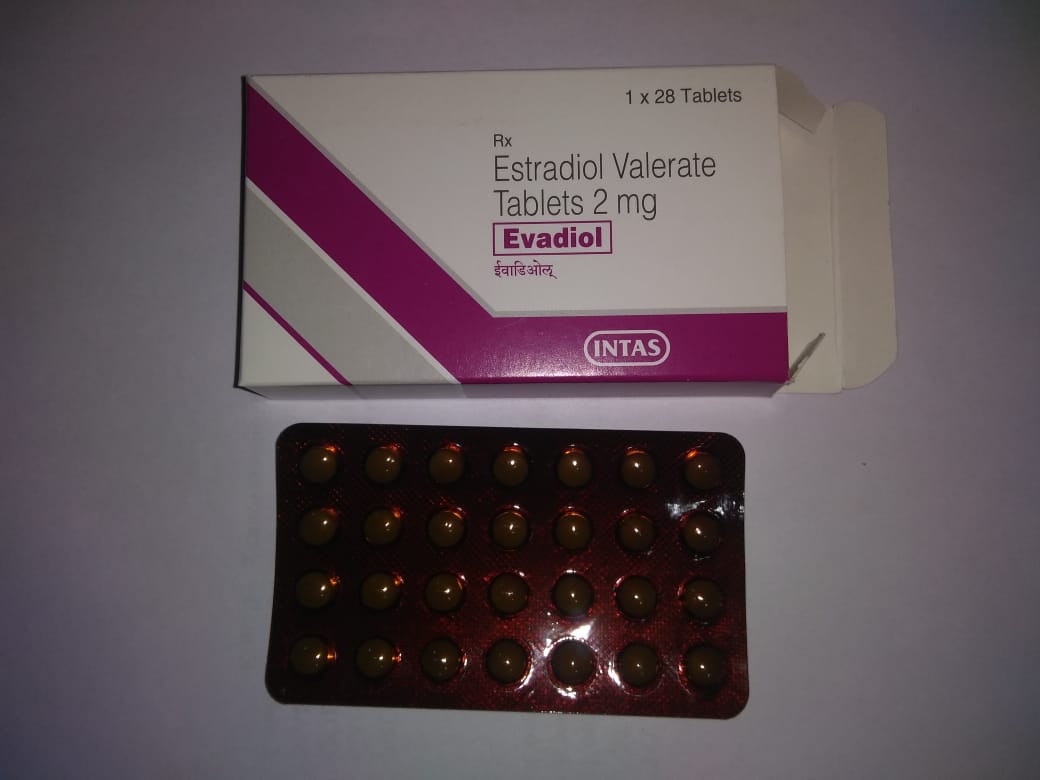 1 x 28 Tablets
Rx
Estradiol Valerate
Tablets 2 mg
Evadiol
ईवाडिओल्
INTAS